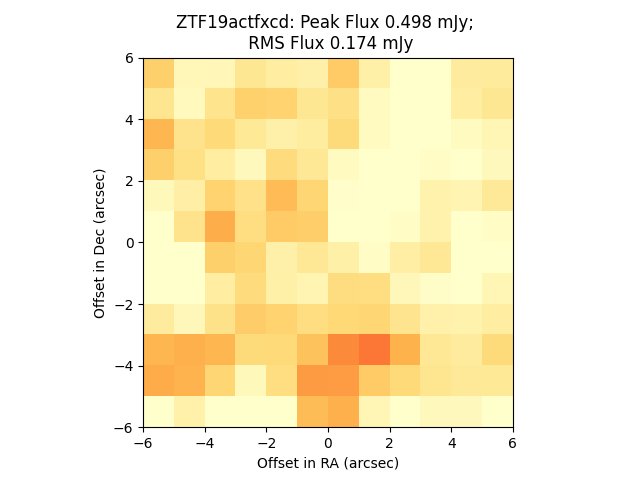 ZTF19actfxcd: Peak Flux 0.498 mJy;
RMS Flux 0.174 mJy
6
4
2
0
−2
−4
−6
Offset in Dec (arcsec)
−6 −4 −2 0 2 4 6
Offset in RA (arcsec)